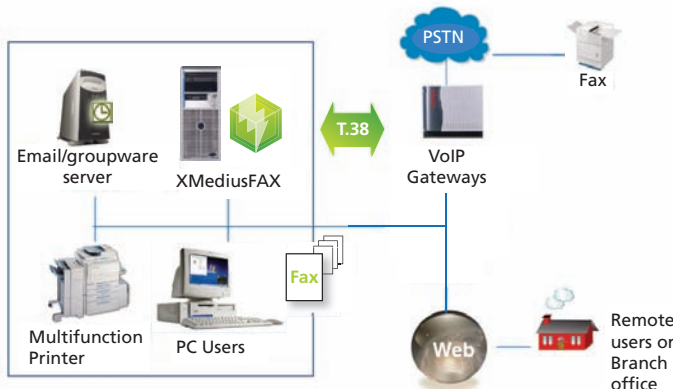 PSTN
Fax
T.38
Email/groupware
server
XMediusFAX
VoIP
Gateways
Fax
Multifunction
Printer
PC Users
Web
Remote
users or
Branch
office